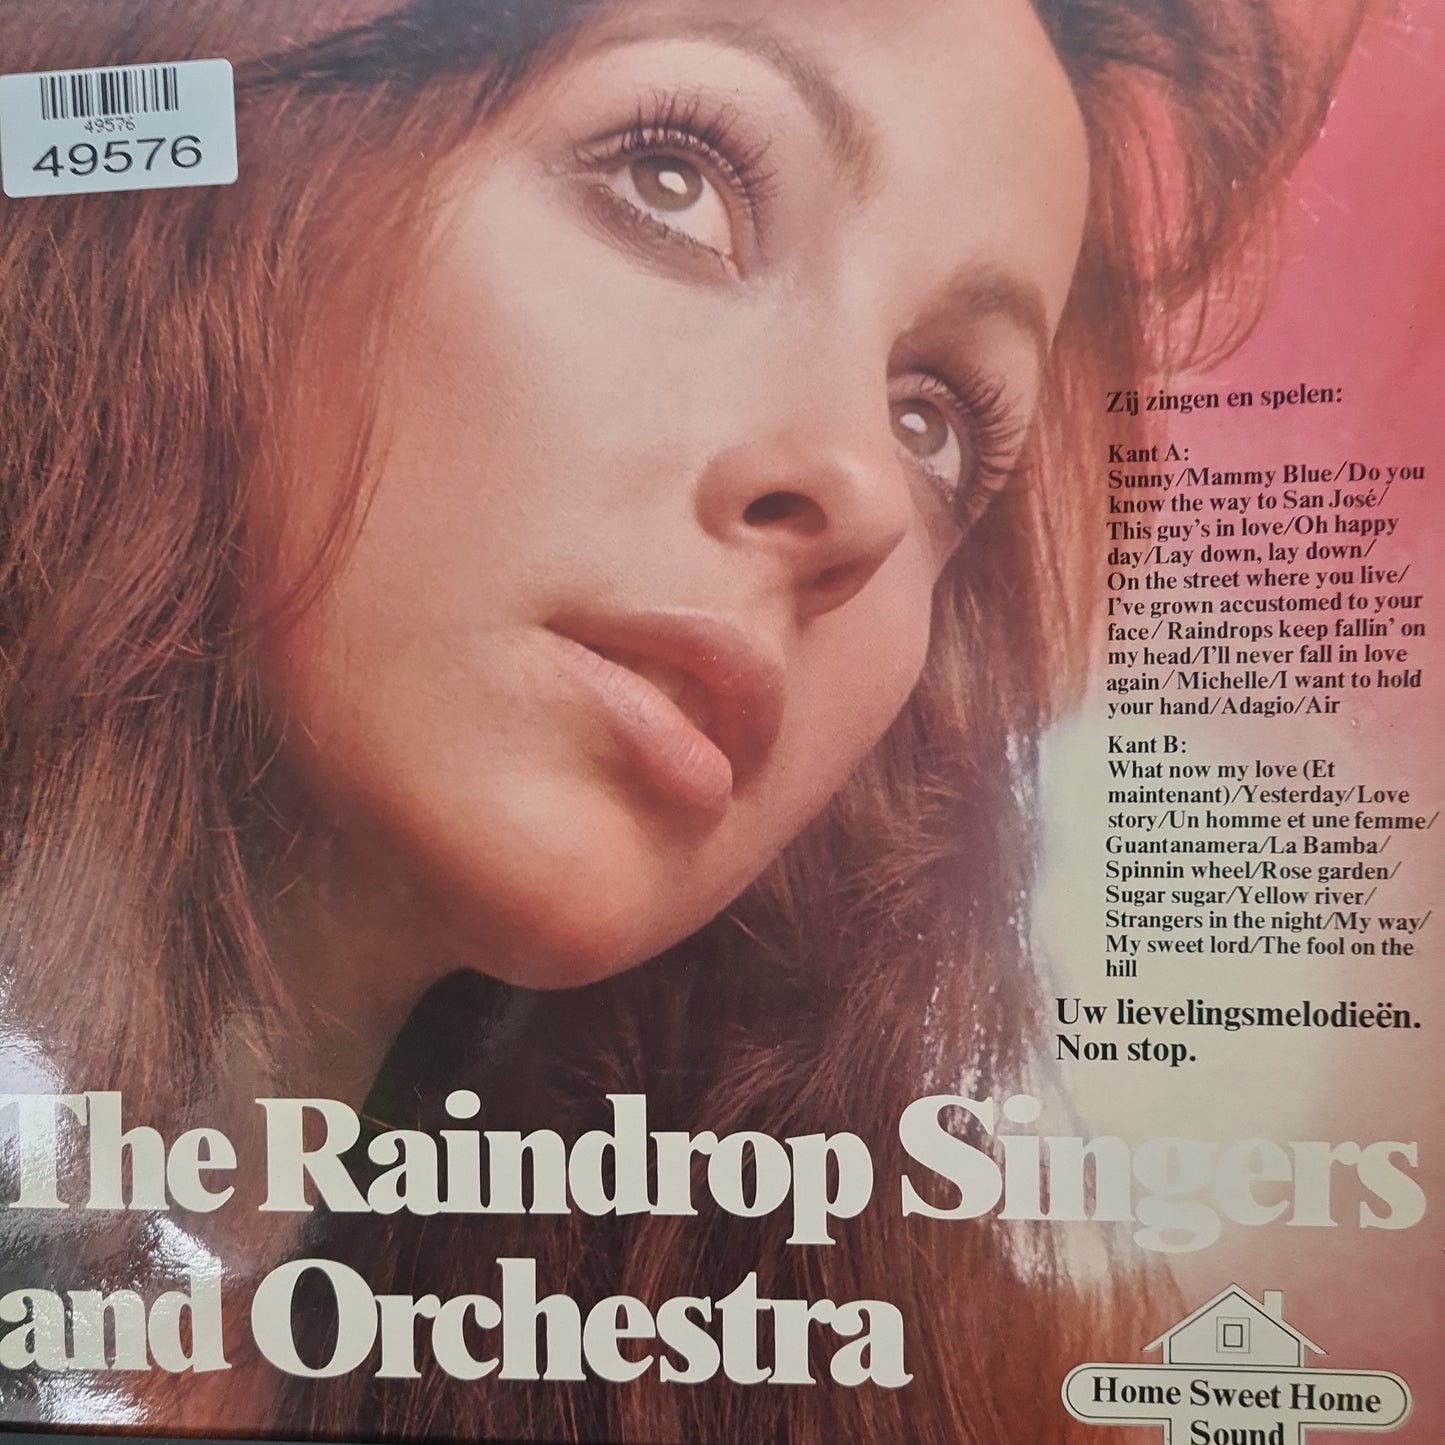 49576
49576
Zij zingen en spelen:
Kant A:
Sunny/Mammy Blue/Do you
know the way to San José/
This guy's in love/Oh happy
day/Lay down, lay down/
On the street where you live/
I've grown accustomed to your
face/Raindrops keep fallin' on
my head/I'll never fall in love
again/Michelle/I want to hold
your hand/Adagio/Air
Kant B:
What now my love (Et
maintenant)/Yesterday/Love
story/Un homme et une femme/
Guantanamera/La Bamba/
Spinnin wheel/Rose garden/
Sugar sugar/Yellow river/
Strangers in the night/My way/
My sweet lord/The fool on the
hill
Uw lievelingsmelodieën.
Non stop.
The Raindrop Singers
and Orchestra
Home Sweet Home
Sound